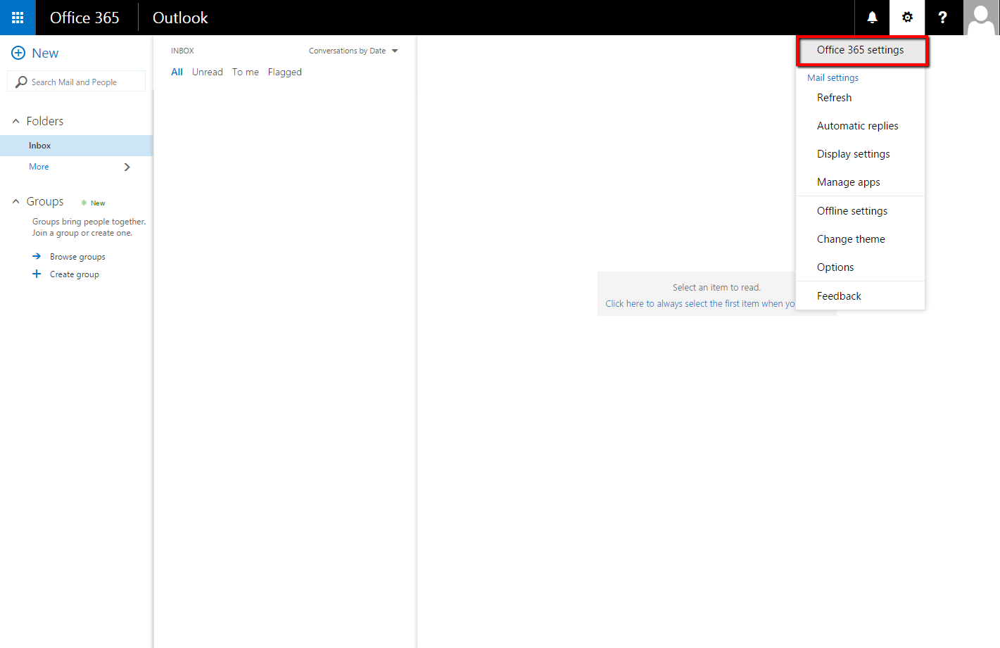 Office 365
Outlook
?
New
Search Mail and People
Folders
Inbox
More
Groups
New
Groups bring people together.
Join a group or create one.
Browse groups
Create group
INBOX
Conversations by Date
All Unread To me Flagged
Select an item to read.
Click here to always select the first item when yo
Office 365 settings
Mail settings
Refresh
Automatic replies
Display settings
Manage apps
Offline settings
Change theme
Options
Feedback